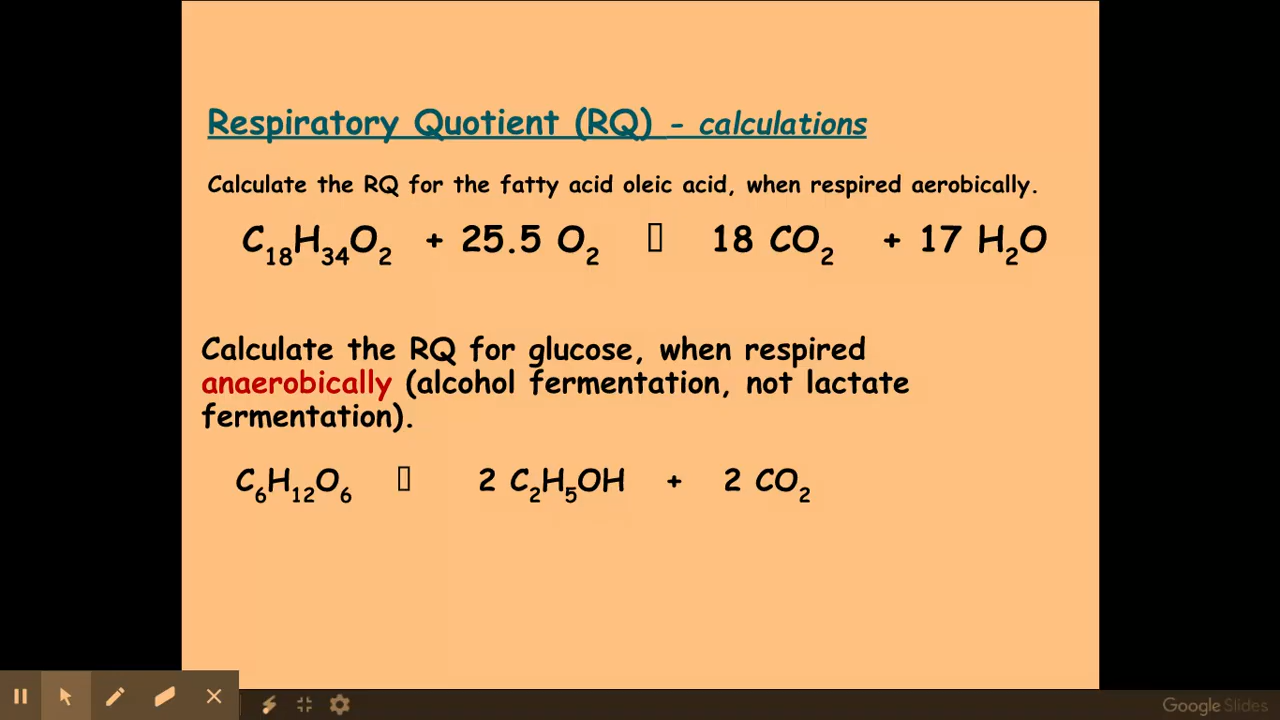 Respiratory Quotient (RQ) - calculations
Calculate the RQ for the fatty acid oleic acid, when respired aerobically.
C₁₈H₃₄O₂ + 25.5 O₂ ▯ 18 CO₂ + 17 H₂O
Calculate the RQ for glucose, when respired
anaerobically (alcohol fermentation, not lactate
fermentation).
C₆H₁₂O₆ ▯ 2 C₂H₅OH + 2 CO₂
Google Slides